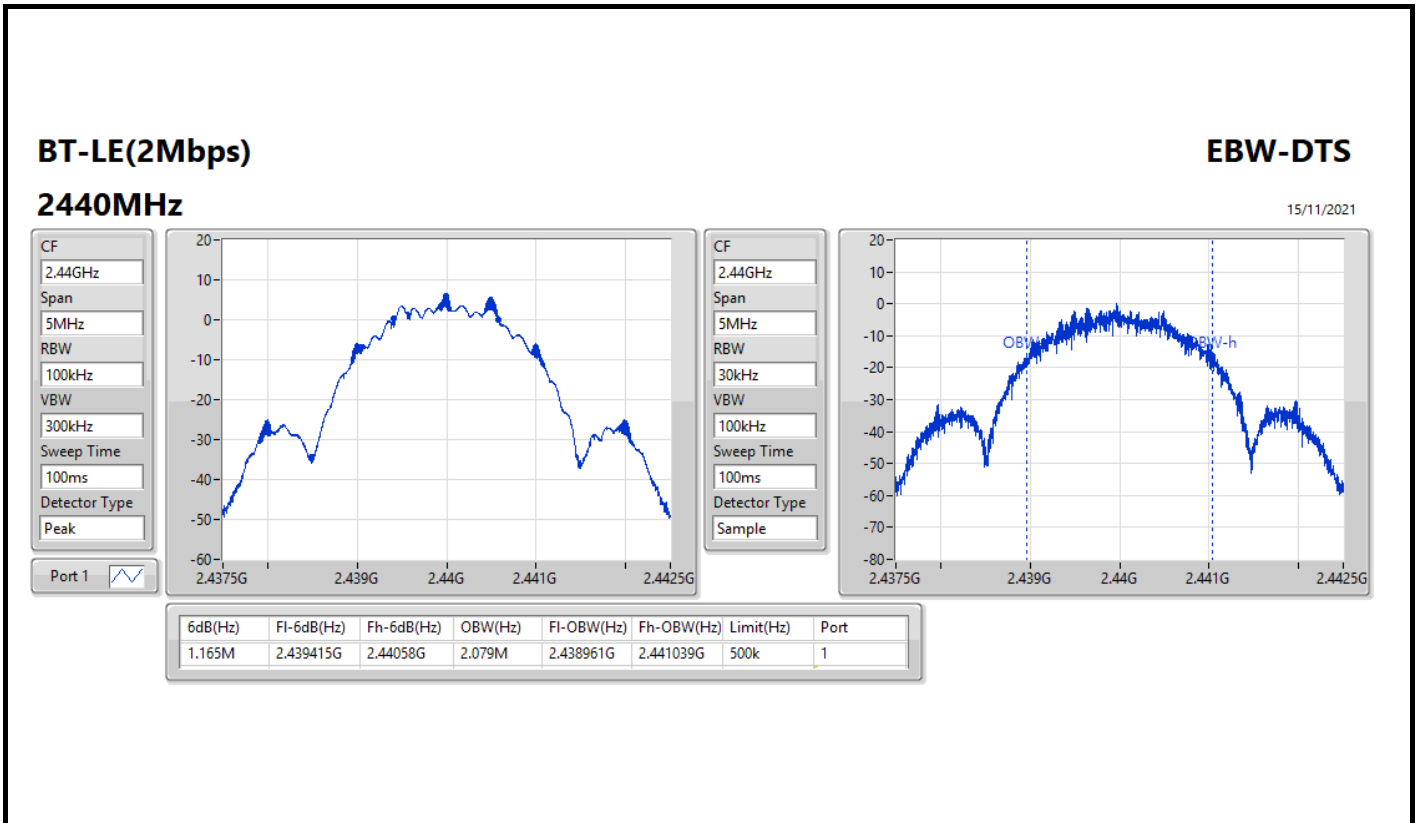 BT-LE(2Mbps)
EBW-DTS
2440MHz
15/11/2021
CF
2.44GHz
Span
5MHz
RBW
100kHz
VBW
300kHz
Sweep Time
100ms
Detector Type
Peak
Port 1
20
10
0
-10
-20
-30
-40
-50
-60
2.4375G 2.439G 2.44G 2.441G 2.4425G
CF
2.44GHz
Span
5MHz
RBW
30kHz
VBW
100kHz
Sweep Time
100ms
Detector Type
Sample
20
10
0
-10
-20
-30
-40
-50
-60
-70
-80
2.4375G 2.439G 2.44G 2.441G 2.4425G
6dB(Hz) Fl-6dB(Hz) Fh-6dB(Hz) OBW(Hz) Fl-OBW(Hz) Fh-OBW(Hz) Limit(Hz) Port
1.165M 2.439415G 2.44058G 2.079M 2.438961G 2.441039G 500k 1